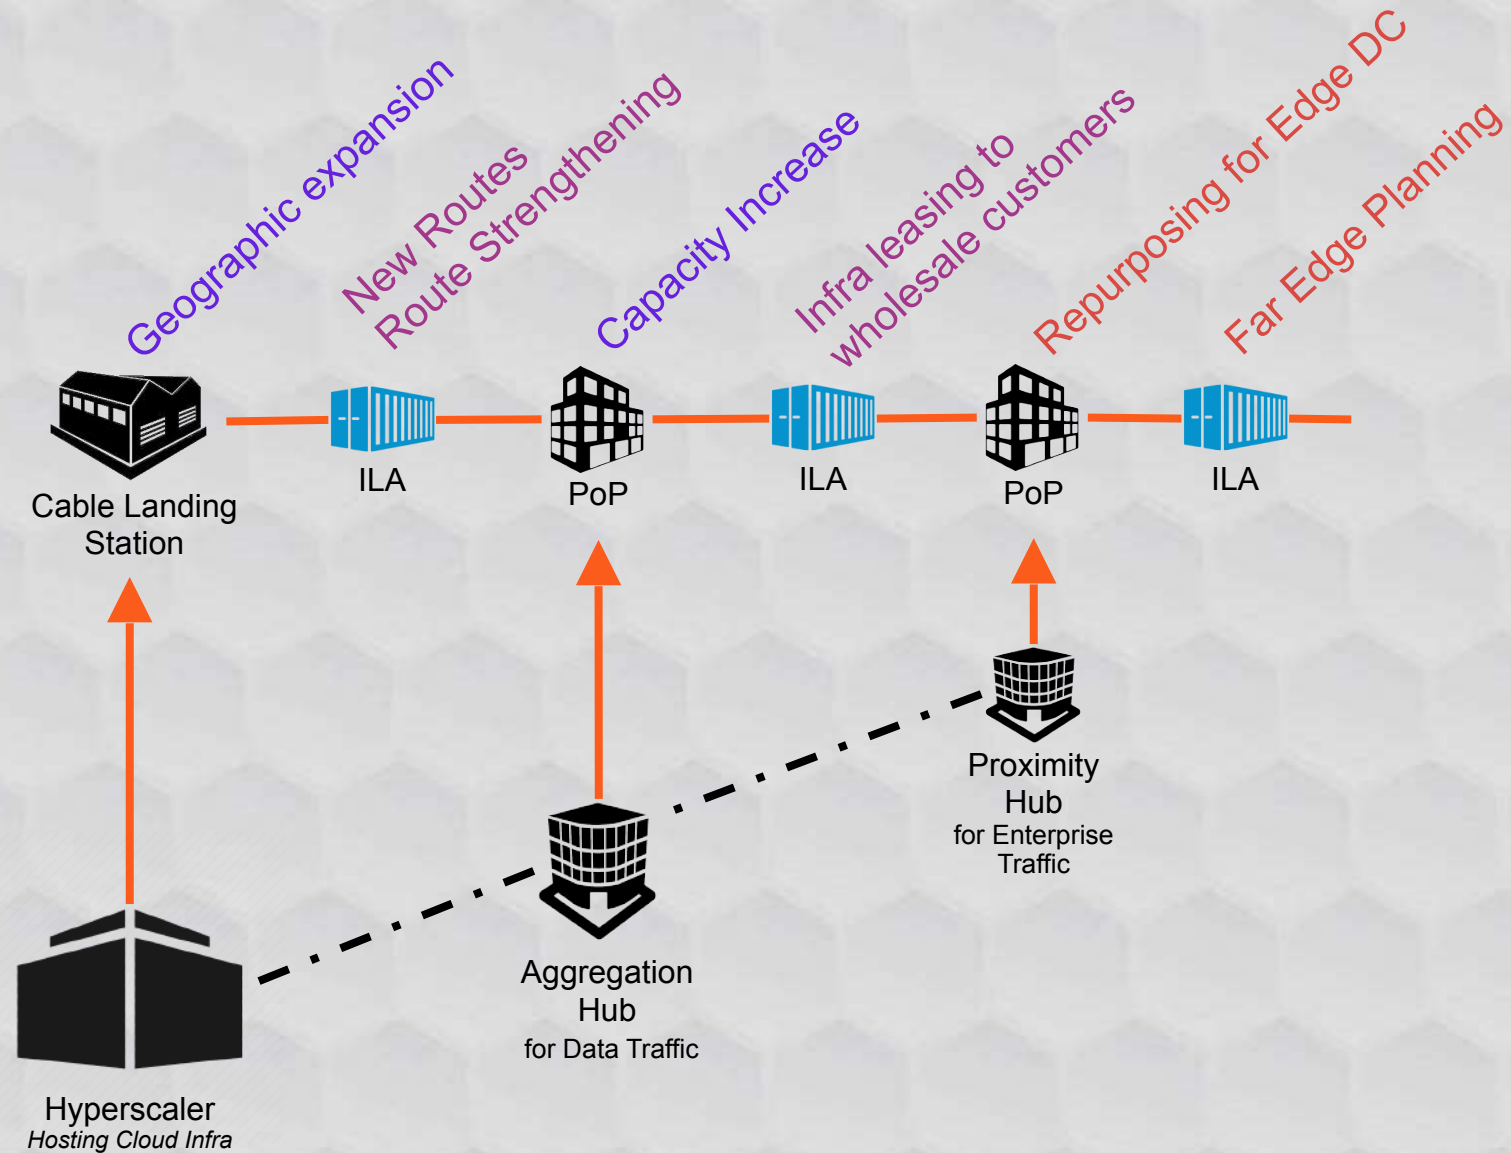 Geographic expansion
New Routes
Route Strengthening
Capacity Increase
Infra leasing to
wholesale customers
Repurposing for Edge DC
Far Edge Planning
Cable Landing
Station
ILA
PoP
ILA
PoP
ILA
Proximity
Hub
for Enterprise
Traffic
Aggregation
Hub
for Data Traffic
Hyperscaler
Hosting Cloud Infra